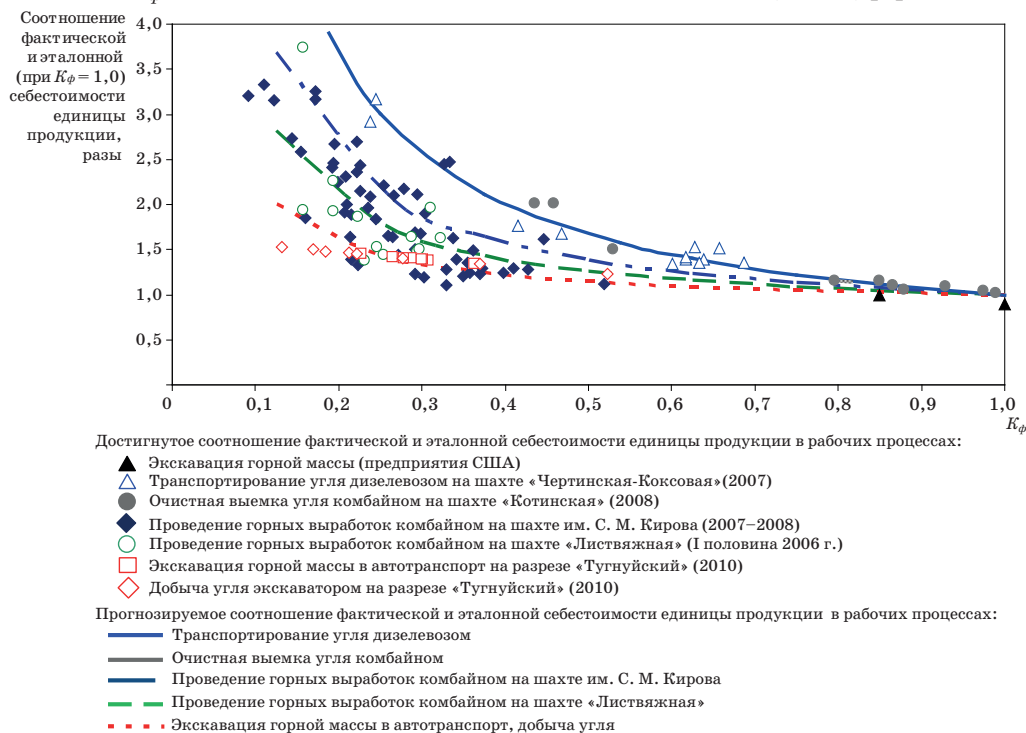 Соотношение
фактической
и эталонной
(при Kф = 1,0)
себестоимости
единицы
продукции,
разы
4,0
3,5
3,0
2,5
2,0
1,5
1,0
0,5
0 0,1 0,2 0,3 0,4 0,5 0,6 0,7 0,8 0,9 1,0
Kф
Достигнутое соотношение фактической и эталонной себестоимости единицы продукции в рабочих процессах:
Экскавация горной массы (предприятия США)
Транспортирование угля дизелевозом на шахте «Чертинская-Коксовая»(2007)
Очистная выемка угля комбайном на шахте «Котинская» (2008)
Проведение горных выработок комбайном на шахте им. С. М. Кирова (2007–2008)
Проведение горных выработок комбайном на шахте «Листвяжная» (I половина 2006 г.)
Экскавация горной массы в автотранспорт на разрезе «Тугнуйский» (2010)
Добыча угля экскаватором на разрезе «Тугнуйский» (2010)
Прогнозируемое соотношение фактической и эталонной себестоимости единицы продукции в рабочих процессах:
Транспортирование угля дизелевозом
Очистная выемка угля комбайном
Проведение горных выработок комбайном на шахте им. С. М. Кирова
Проведение горных выработок комбайном на шахте «Листвяжная»
Экскавация горной массы в автотранспорт, добыча угля